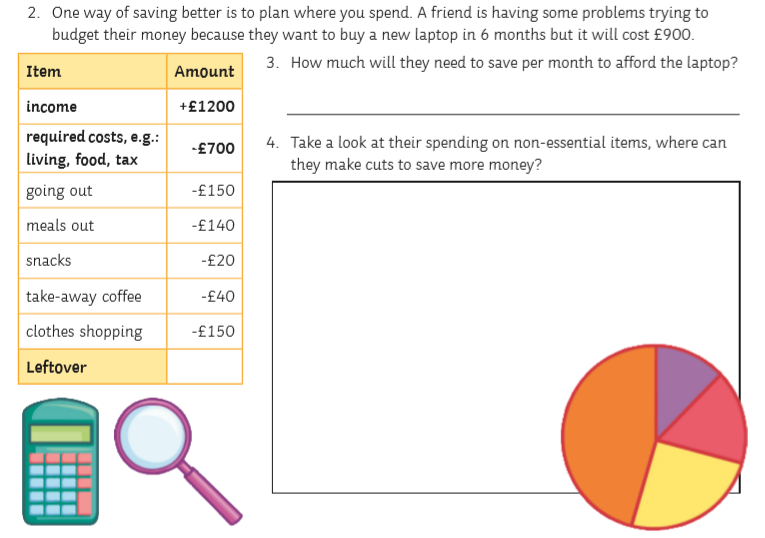 2. One way of saving better is to plan where you spend. A friend is having some problems trying to
budget their money because they want to buy a new laptop in 6 months but it will cost £900.
Item Amount
income +£1200
required costs, e.g.:
living, food, tax -£700
going out -£150
meals out -£140
snacks -£20
take-away coffee -£40
clothes shopping -£150
Leftover
3. How much will they need to save per month to afford the laptop?
4. Take a look at their spending on non-essential items, where can
they make cuts to save more money?